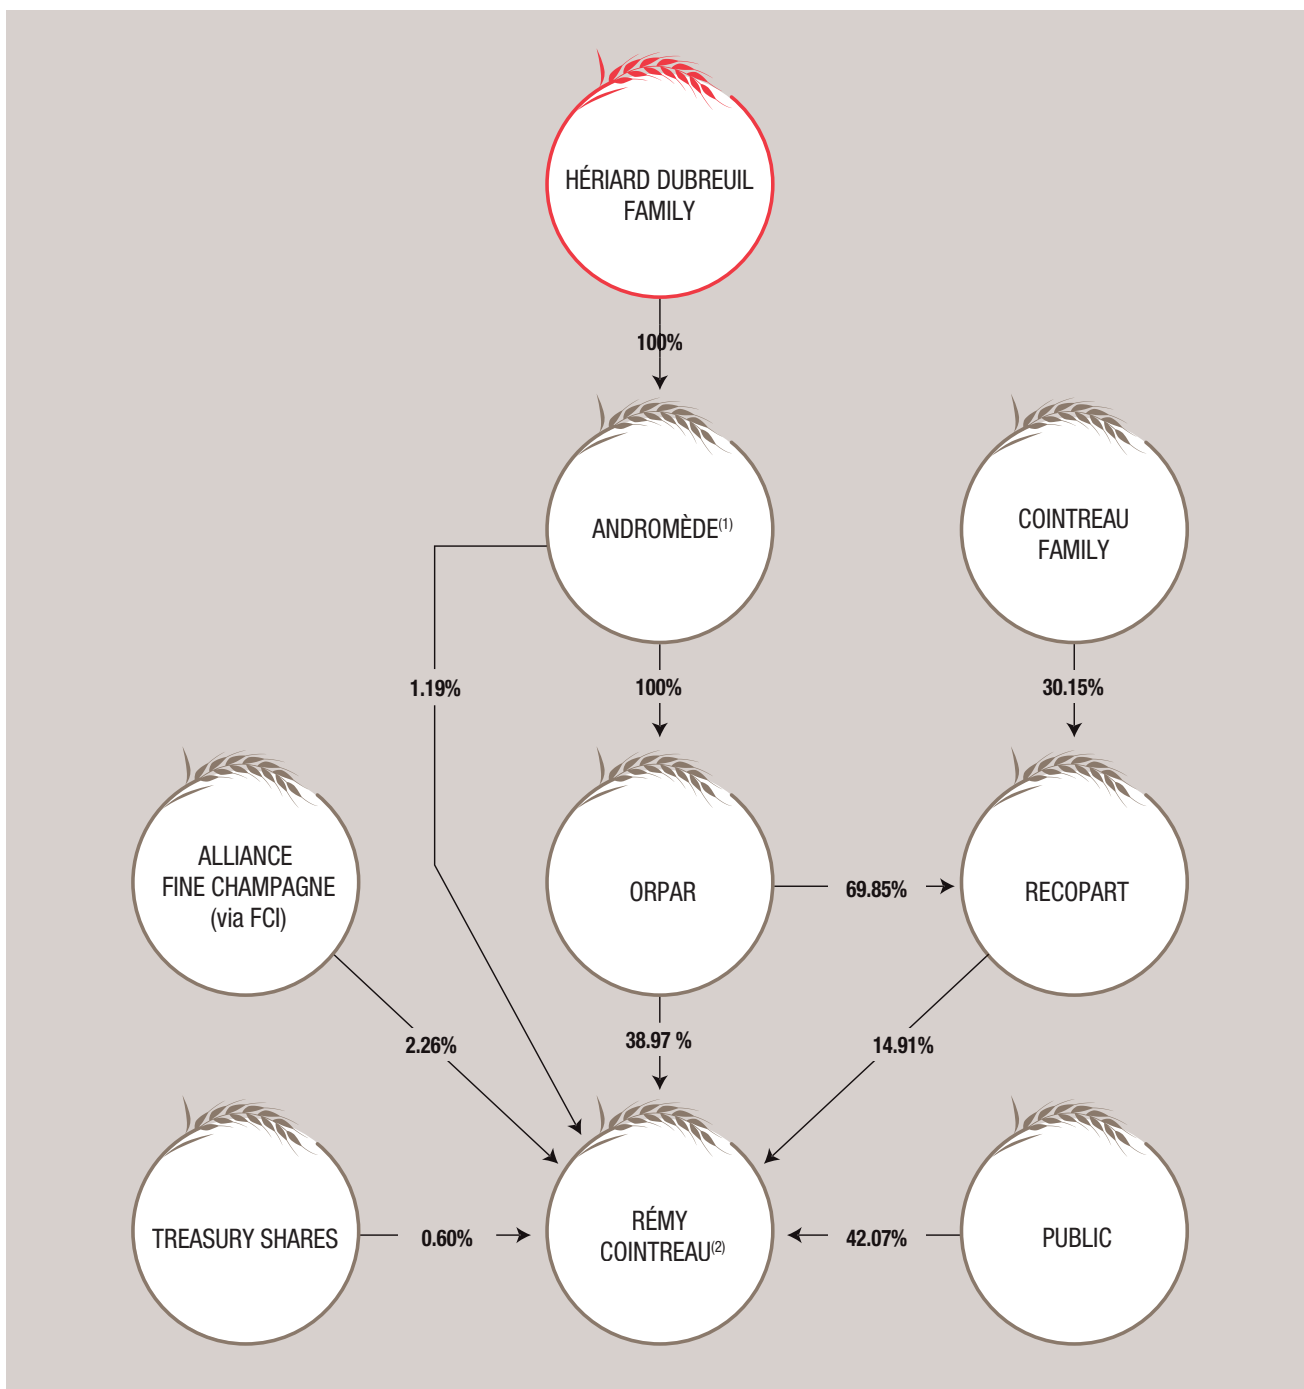 HÉRIARD DUBREUIL
FAMILY
100%
ANDROMÈDE(1)
COINTREAU
FAMILY
1.19%
100%
30.15%
ALLIANCE
FINE CHAMPAGNE
(via FCI)
ORPAR
69.85%
RECOPART
2.26%
38.97 %
14.91%
TREASURY SHARES
0.60%
RÉMY
COINTREAU(2)
42.07%
PUBLIC